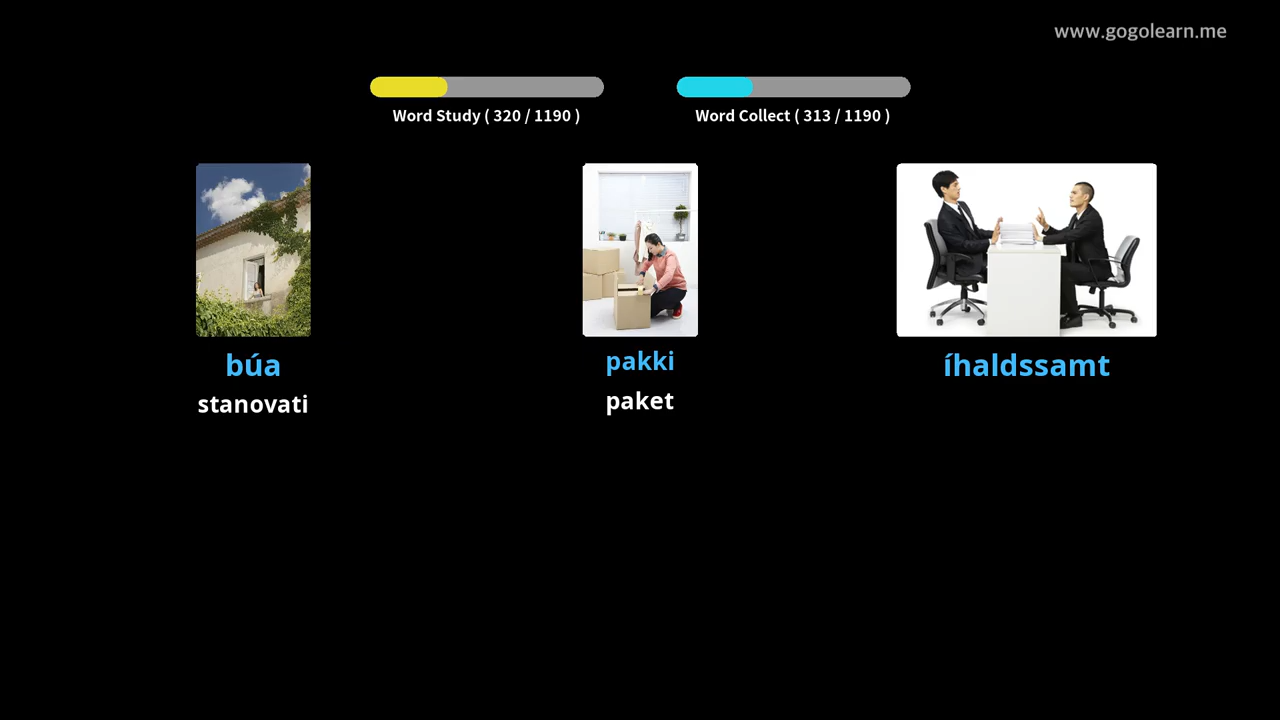 www.gogolearn.me
Word Study ( 320 / 1190 )
Word Collect ( 313 / 1190 )
búa
stanovati
pakki
paket
íhaldssamt